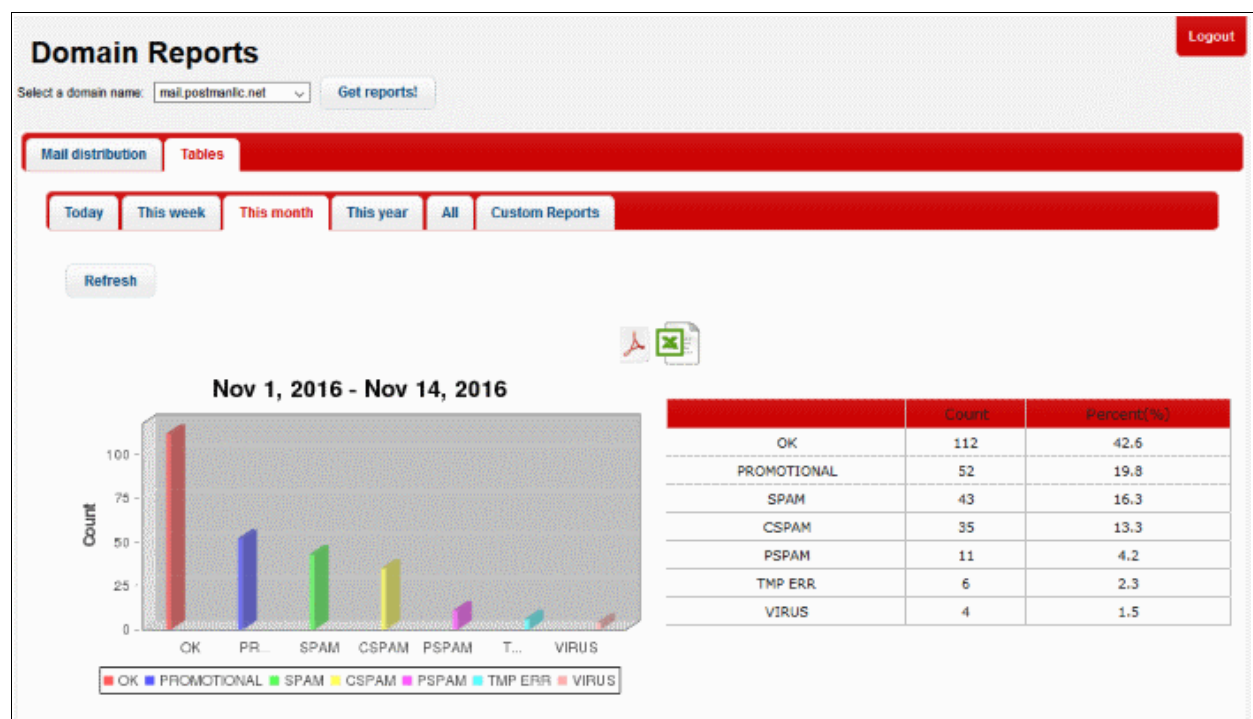 Domain Reports
Logout
Select a domain name: mail.postmanllc.net Get reports!
Mail distribution Tables
Today This week This month This year All Custom Reports
Refresh
Nov 1, 2016 - Nov 14, 2016
Count Percent(%)
OK 112 42.6
PROMOTIONAL 52 19.8
SPAM 43 16.3
CSPAM 35 13.3
PSPAM 11 4.2
TMP ERR 6 2.3
VIRUS 4 1.5
Count
100
75
50
25
0
OK PR... SPAM CSPAM PSPAM T... VIRUS
OK PROMOTIONAL SPAM CSPAM PSPAM TMP ERR VIRUS